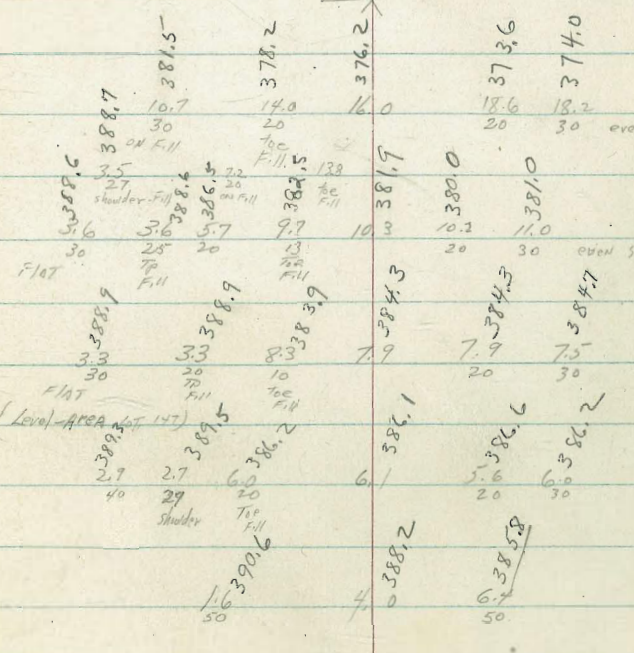 381.5 378.2 376.2 373.6 374.0
388.7 10.7 14.0 16.0 18.6 18.2
30 20 20 30
ON Fill Toe Fill.
388.6 3.5 388.6 386.5 7.2 382.5 13.8 381.9 380.0 381.0
27 20 toe
shoulder-Fill on Fill Fill
3.6 3.6 5.7 9.7 10.3 10.2 11.0
30 25 20 13 20 30 even
FlAT Tp Fill Toe Fill
388.9 388.9 383.9 384.3 384.3 384.7
3.3 3.3 8.3 7.9 7.9 7.5
30 20 10 20 30
FlAT TP Fill Toe Fill
Level-AreA
389.3 389.5 386.2 386.1 386.6 386.2
2.9 2.7 6.0 6.1 5.6 6.0
40 29 20 20 30
Shoulder Toe Fill
390.6 388.2 385.8
1.6 4.0 6.4
50 50